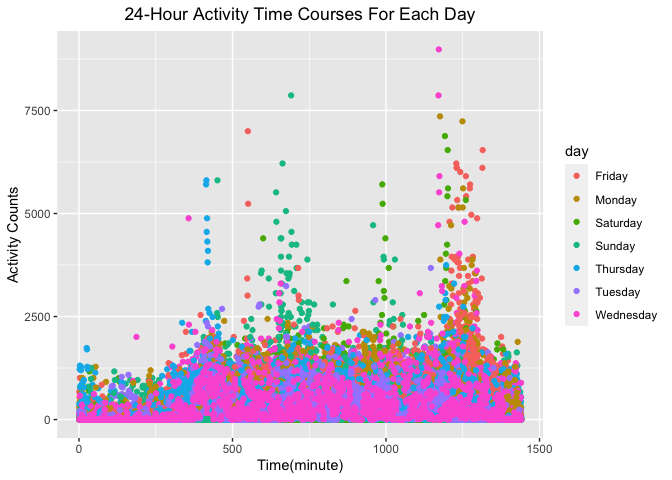 24-Hour Activity Time Courses For Each Day
Activity Counts
7500
5000
2500
0
0
500
1000
1500
Time(minute)
day
Friday
Monday
Saturday
Sunday
Thursday
Tuesday
Wednesday